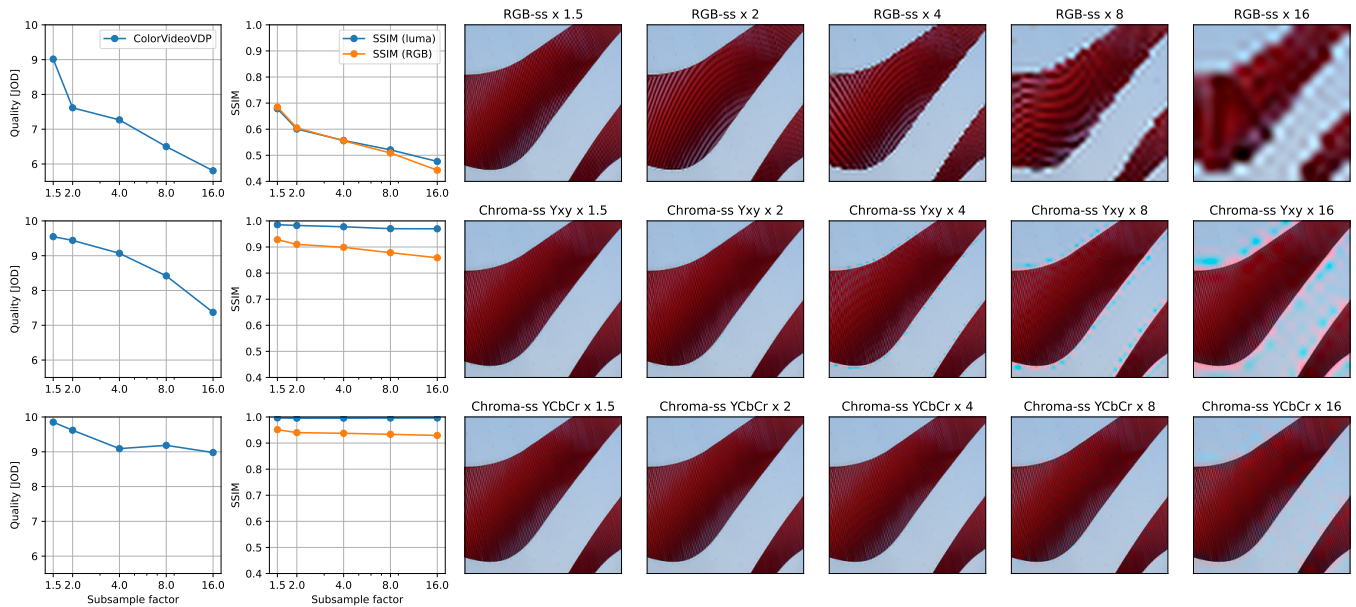 RGB-ss x 1.5
RGB-ss x 2
RGB-ss x 4
RGB-ss x 8
RGB-ss x 16
Quality [JOD]
10
9
8
7
6
1.5 2.0 4.0 8.0 16.0
ColorVideoVDP
SSIM
1.0
0.9
0.8
0.7
0.6
0.5
0.4
1.5 2.0 4.0 8.0 16.0
SSIM (luma)
SSIM (RGB)
Chroma-ss Yxy x 1.5
Chroma-ss Yxy x 2
Chroma-ss Yxy x 4
Chroma-ss Yxy x 8
Chroma-ss Yxy x 16
Quality [JOD]
10
9
8
7
6
1.5 2.0 4.0 8.0 16.0
SSIM
1.0
0.9
0.8
0.7
0.6
0.5
0.4
1.5 2.0 4.0 8.0 16.0
Chroma-ss YCbCr x 1.5
Chroma-ss YCbCr x 2
Chroma-ss YCbCr x 4
Chroma-ss YCbCr x 8
Chroma-ss YCbCr x 16
Quality [JOD]
10
9
8
7
6
1.5 2.0 4.0 8.0 16.0
Subsample factor
SSIM
1.0
0.9
0.8
0.7
0.6
0.5
0.4
1.5 2.0 4.0 8.0 16.0
Subsample factor